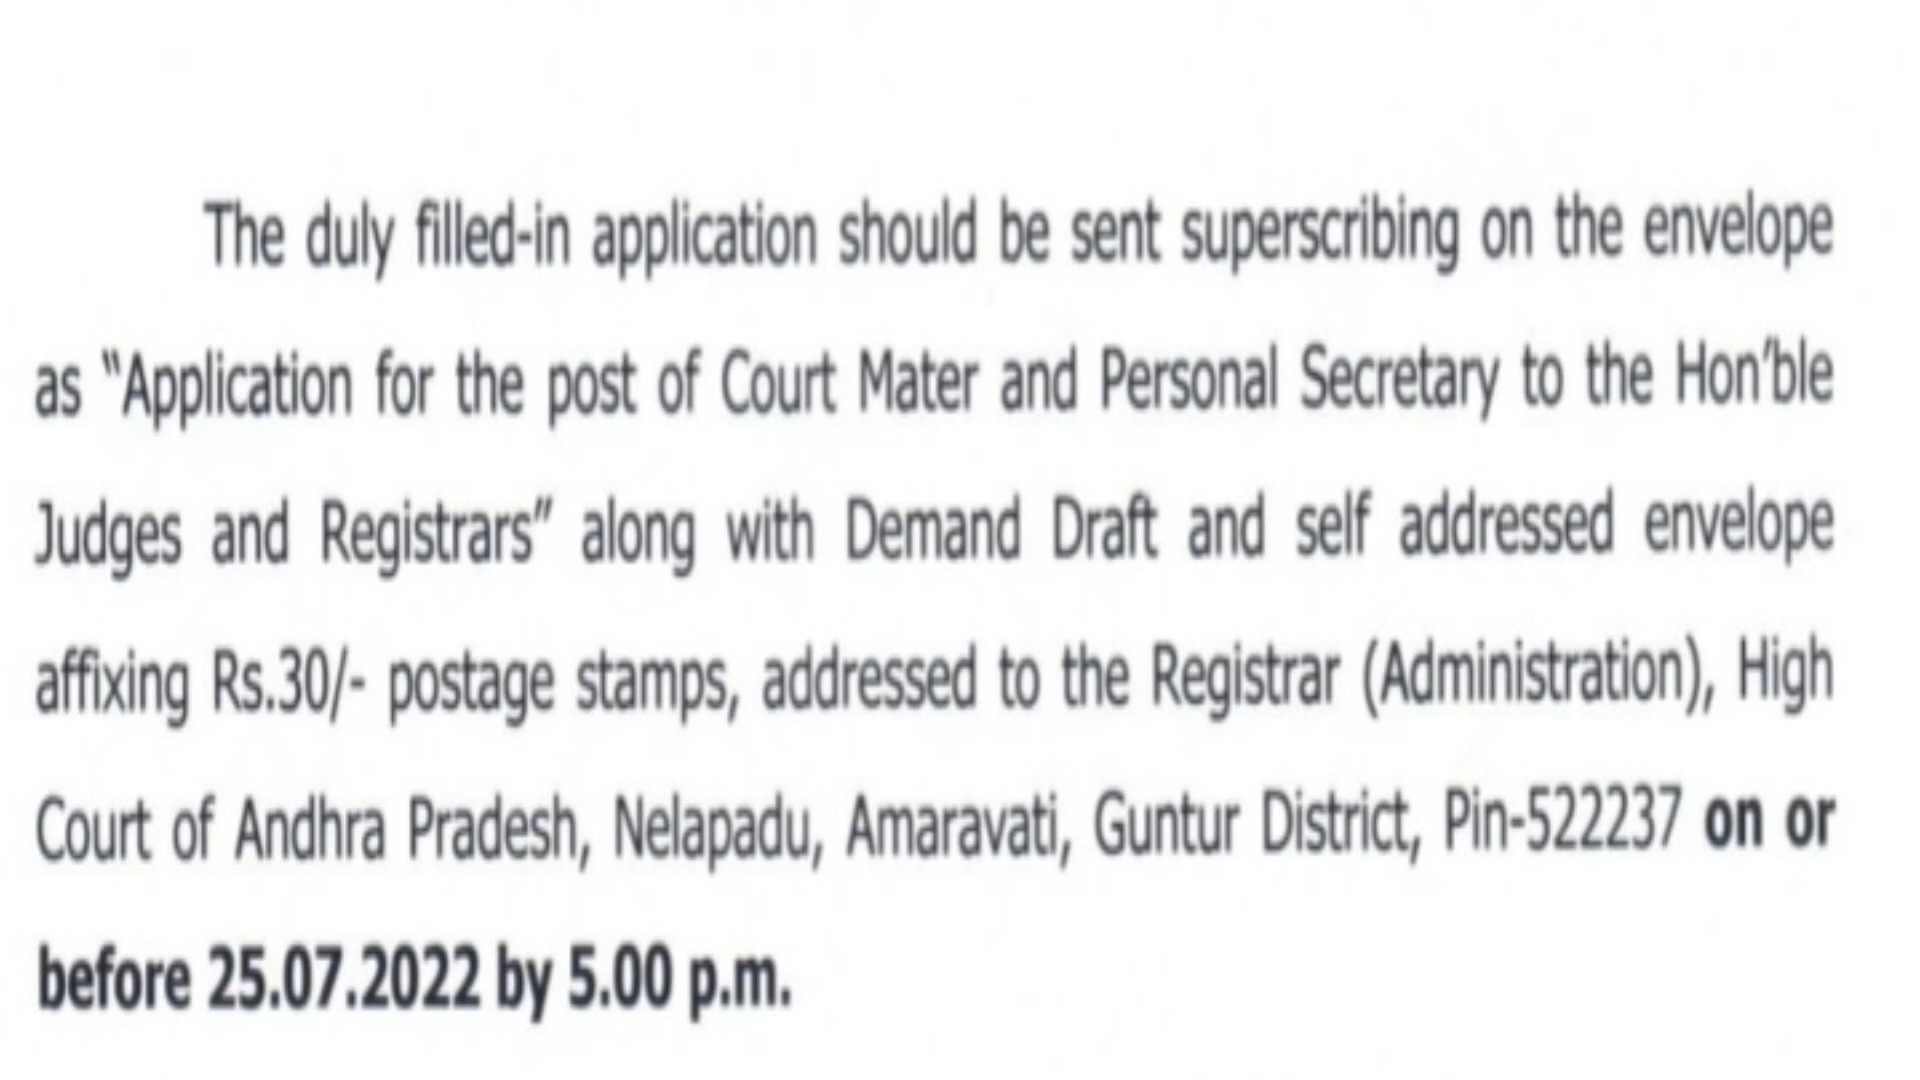 The duly filled-in application should be sent superscribing on the envelope
as "Application for the post of Court Mater and Personal Secretary to the Hon'ble
Judges and Registrars" along with Demand Draft and self addressed envelope
affixing Rs.30/- postage stamps, addressed to the Registrar (Administration), High
Court of Andhra Pradesh, Nelapadu, Amaravati, Guntur District, Pin-522237 on or
before 25.07.2022 by 5.00 p.m.